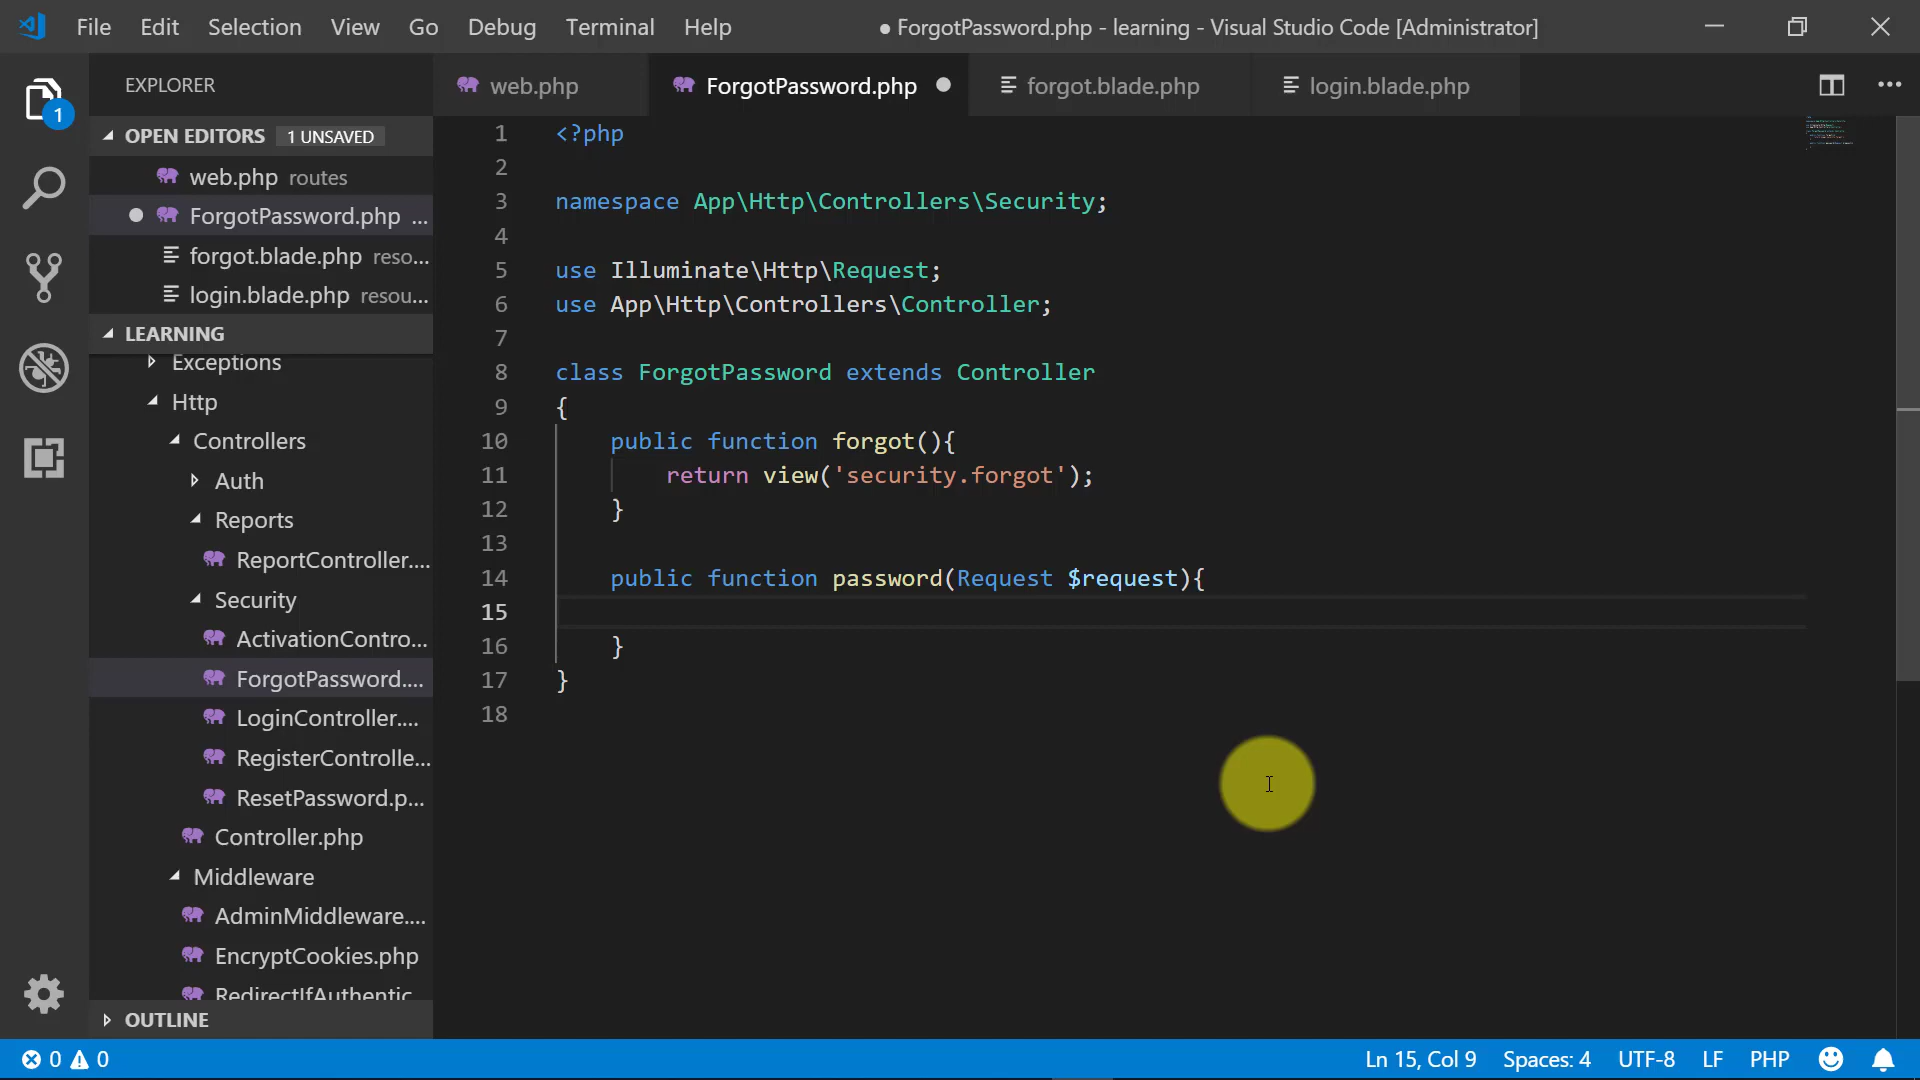 File Edit Selection View Go Debug Terminal Help
● ForgotPassword.php - learning - Visual Studio Code [Administrator]
1
EXPLORER
OPEN EDITORS 1 UNSAVED
web.php routes
ForgotPassword.php ...
forgot.blade.php reso...
login.blade.php resou...
LEARNING
Exceptions
Http
Controllers
Auth
Reports
ReportController....
Security
ActivationContro...
ForgotPassword....
LoginController....
RegisterControlle...
ResetPassword.p...
Controller.php
Middleware
AdminMiddleware....
EncryptCookies.php
RedirectIfAuthentic
OUTLINE
web.php ForgotPassword.php forgot.blade.php login.blade.php
1 <?php
2
3 namespace App\Http\Controllers\Security;
4
5 use Illuminate\Http\Request;
6 use App\Http\Controllers\Controller;
7
8 class ForgotPassword extends Controller
9 {
10 public function forgot(){
11 return view('security.forgot');
12 }
13
14 public function password(Request $request){
15
16 }
17 }
18
0 0
Ln 15, Col 9 Spaces: 4 UTF-8 LF PHP